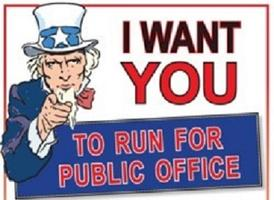 I WANT
YOU
TO RUN FOR
PUBLIC OFFICE